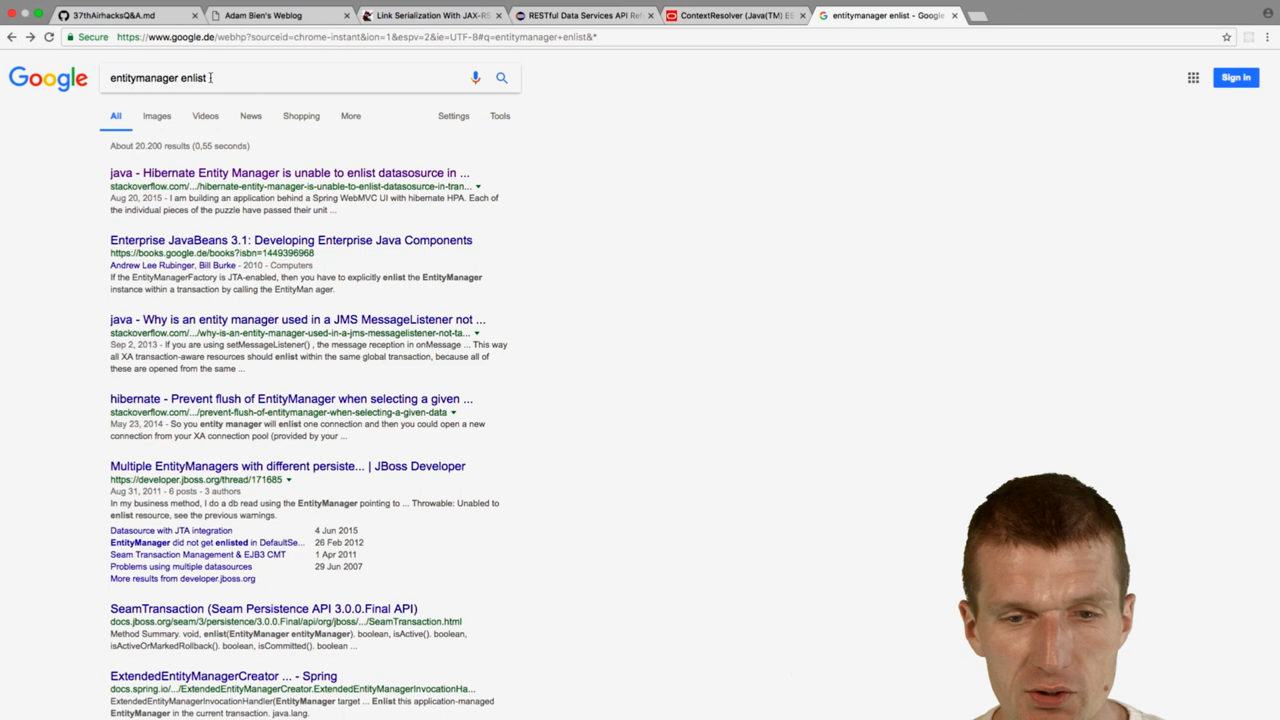 37thAirhacksQ&A.md
Adam Bien's Weblog
Link Serialization With JAX-RS
RESTful Data Services API Ref
ContextResolver (Java(TM) EE
entitymanager enlist - Google
Secure
https://www.google.de/webhp?sourceid=chrome-instant&ion=1&espv=2&ie=UTF-8#q=entitymanager+enlist&*
Google
entitymanager enlist
Sign in
All
Images
Videos
News
Shopping
More
Settings
Tools
About 20.200 results (0,55 seconds)
java - Hibernate Entity Manager is unable to enlist datasosurce in ...
stackoverflow.com/.../hibernate-entity-manager-is-unable-to-enlist-datasosurce-in-tran...
Aug 20, 2015 - I am building an application behind a Spring WebMVC UI with hibernate HPA. Each of
the individual pieces of the puzzle have passed their unit ...
Enterprise JavaBeans 3.1: Developing Enterprise Java Components
https://books.google.de/books?isbn=1449396968
Andrew Lee Rubinger, Bill Burke - 2010 - Computers
If the EntityManagerFactory is JTA-enabled, then you have to explicitly enlist the EntityManager
instance within a transaction by calling the EntityMan ager.
java - Why is an entity manager used in a JMS MessageListener not ...
stackoverflow.com/.../why-is-an-entity-manager-used-in-a-jms-messagelistener-not-ta...
Sep 2, 2013 - If you are using setMessageListener() , the message reception in onMessage ... This way
all XA transaction-aware resources should enlist within the same global transaction, because all of
these are opened from the same ...
hibernate - Prevent flush of EntityManager when selecting a given ...
stackoverflow.com/.../prevent-flush-of-entitymanager-when-selecting-a-given-data
May 23, 2014 - So you entity manager will enlist one connection and then you could open a new
connection from your XA connection pool (provided by your ...
Multiple EntityManagers with different persiste... | JBoss Developer
https://developer.jboss.org/thread/171685
Aug 31, 2011 - 6 posts - 3 authors
In my business method, I do a db read using the EntityManager pointing to ... Throwable: Unabled to
enlist resource, see the previous warnings.
Datasource with JTA integration 4 Jun 2015
EntityManager did not get enlisted in DefaultSe... 26 Feb 2012
Seam Transaction Management & EJB3 CMT 1 Apr 2011
Problems using multiple datasources 29 Jun 2007
More results from developer.jboss.org
SeamTransaction (Seam Persistence API 3.0.0.Final API)
docs.jboss.org/seam/3/persistence/3.0.0.Final/api/org/jboss/.../SeamTransaction.html
Method Summary. void, enlist(EntityManager entityManager). boolean, isActive(). boolean,
isActiveOrMarkedRollback(). boolean, isCommitted(). boolean ...
ExtendedEntityManagerCreator ... - Spring
docs.spring.io/.../ExtendedEntityManagerCreator.ExtendedEntityManagerInvocationHa...
ExtendedEntityManagerInvocationHandler(EntityManager target ... Enlist this application-managed
EntityManager in the current transaction. java.lang.